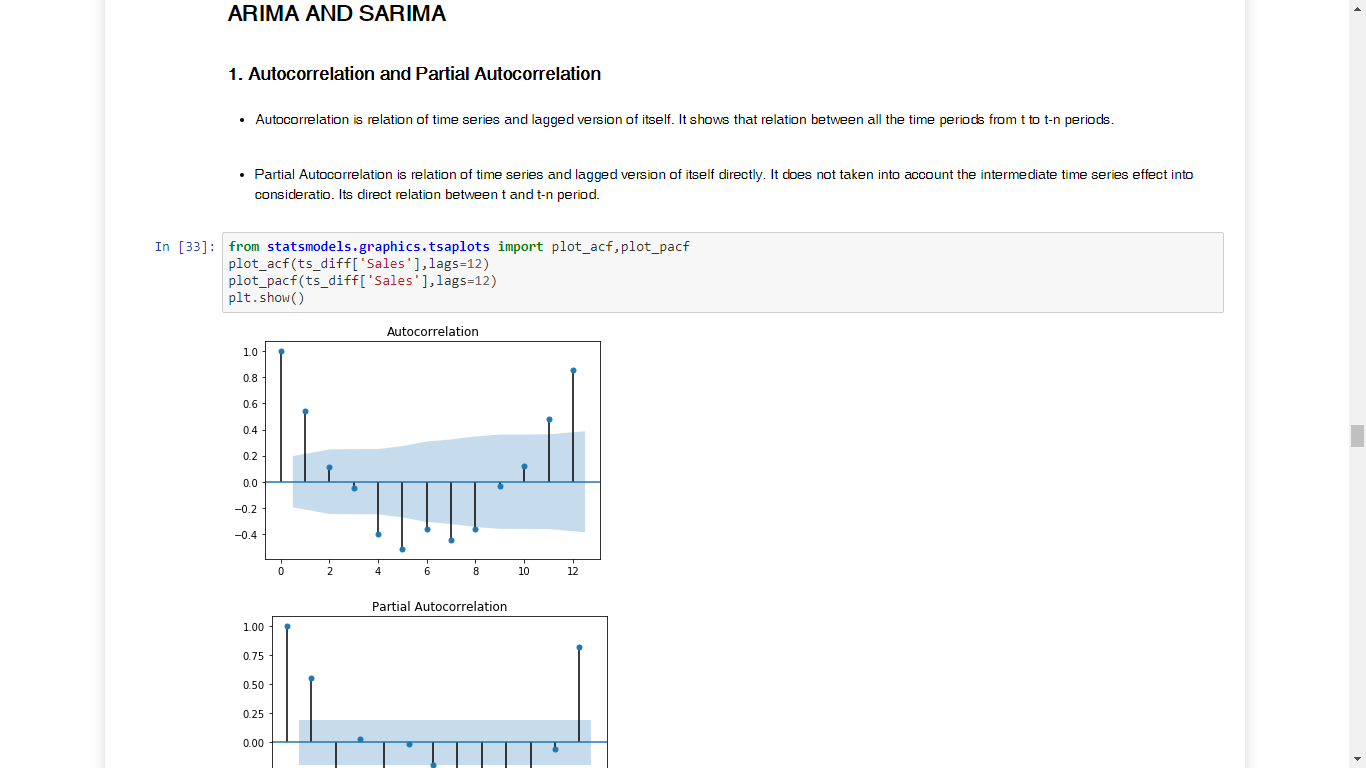 ARIMA AND SARIMA
1. Autocorrelation and Partial Autocorrelation
• Autocorrelation is relation of time series and lagged version of itself. It shows that relation between all the time periods from t to t-n periods.
• Partial Autocorrelation is relation of time series and lagged version of itself directly. It does not taken into account the intermediate time series effect into
consideratio. Its direct relation between t and t-n period.
In [33]: from statsmodels.graphics.tsaplots import plot_acf,plot_pacf
plot_acf(ts_diff['Sales'],lags=12)
plot_pacf(ts_diff['Sales'],lags=12)
plt.show()
Autocorrelation
1.0
0.8
0.6
0.4
0.2
0.0
−0.2
−0.4
0 2 4 6 8 10 12
Partial Autocorrelation
1.00
0.75
0.50
0.25
0.00